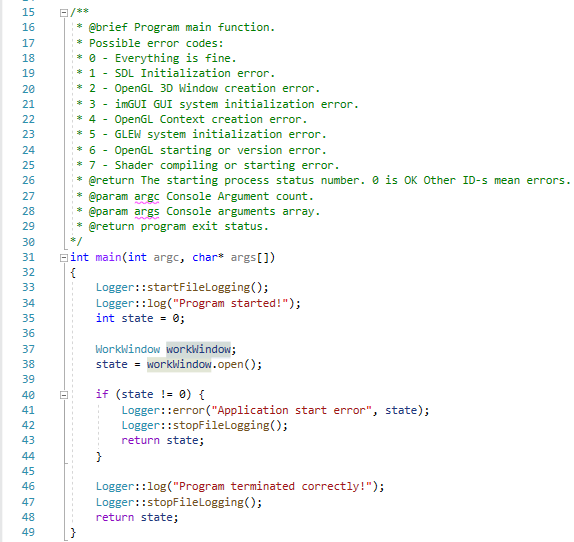 15 /**
16  * @brief Program main function.
17  * Possible error codes:
18  * 0 - Everything is fine.
19  * 1 - SDL Initialization error.
20  * 2 - OpenGL 3D Window creation error.
21  * 3 - imGUI GUI system initialization error.
22  * 4 - OpenGL Context creation error.
23  * 5 - GLEW system initialization error.
24  * 6 - OpenGL starting or version error.
25  * 7 - Shader compiling or starting error.
26  * @return The starting process status number. 0 is OK Other ID-s mean errors.
27  * @param argc Console Argument count.
28  * @param args Console arguments array.
29  * @return program exit status.
30 */
31 int main(int argc, char* args[])
32 {
33     Logger::startFileLogging();
34     Logger::log("Program started!");
35     int state = 0;
36
37     WorkWindow workWindow;
38     state = workWindow.open();
39
40     if (state != 0) {
41         Logger::error("Application start error", state);
42         Logger::stopFileLogging();
43         return state;
44     }
45
46     Logger::log("Program terminated correctly!");
47     Logger::stopFileLogging();
48     return state;
49 }